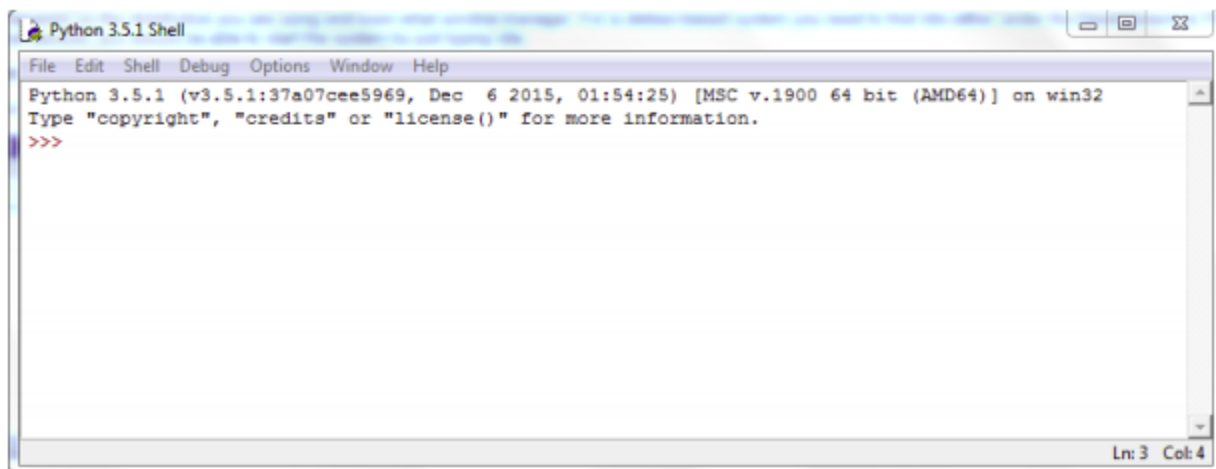 Python 3.5.1 Shell
File Edit Shell Debug Options Window Help
Python 3.5.1 (v3.5.1:37a07cee5969, Dec  6 2015, 01:54:25) [MSC v.1900 64 bit (AMD64)] on win32
Type "copyright", "credits" or "license()" for more information.
>>>
Ln: 3 Col: 4